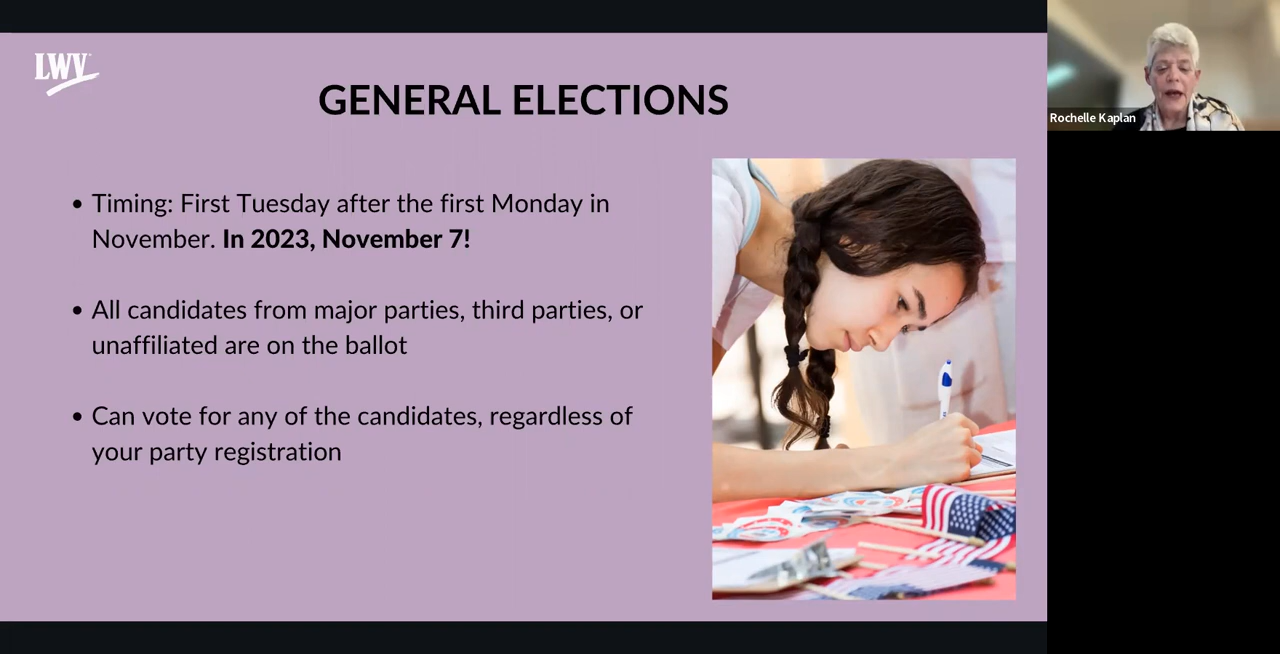 LWV
GENERAL ELECTIONS
• Timing: First Tuesday after the first Monday in
November. In 2023, November 7!
• All candidates from major parties, third parties, or
unaffiliated are on the ballot
• Can vote for any of the candidates, regardless of
your party registration
Rochelle Kaplan